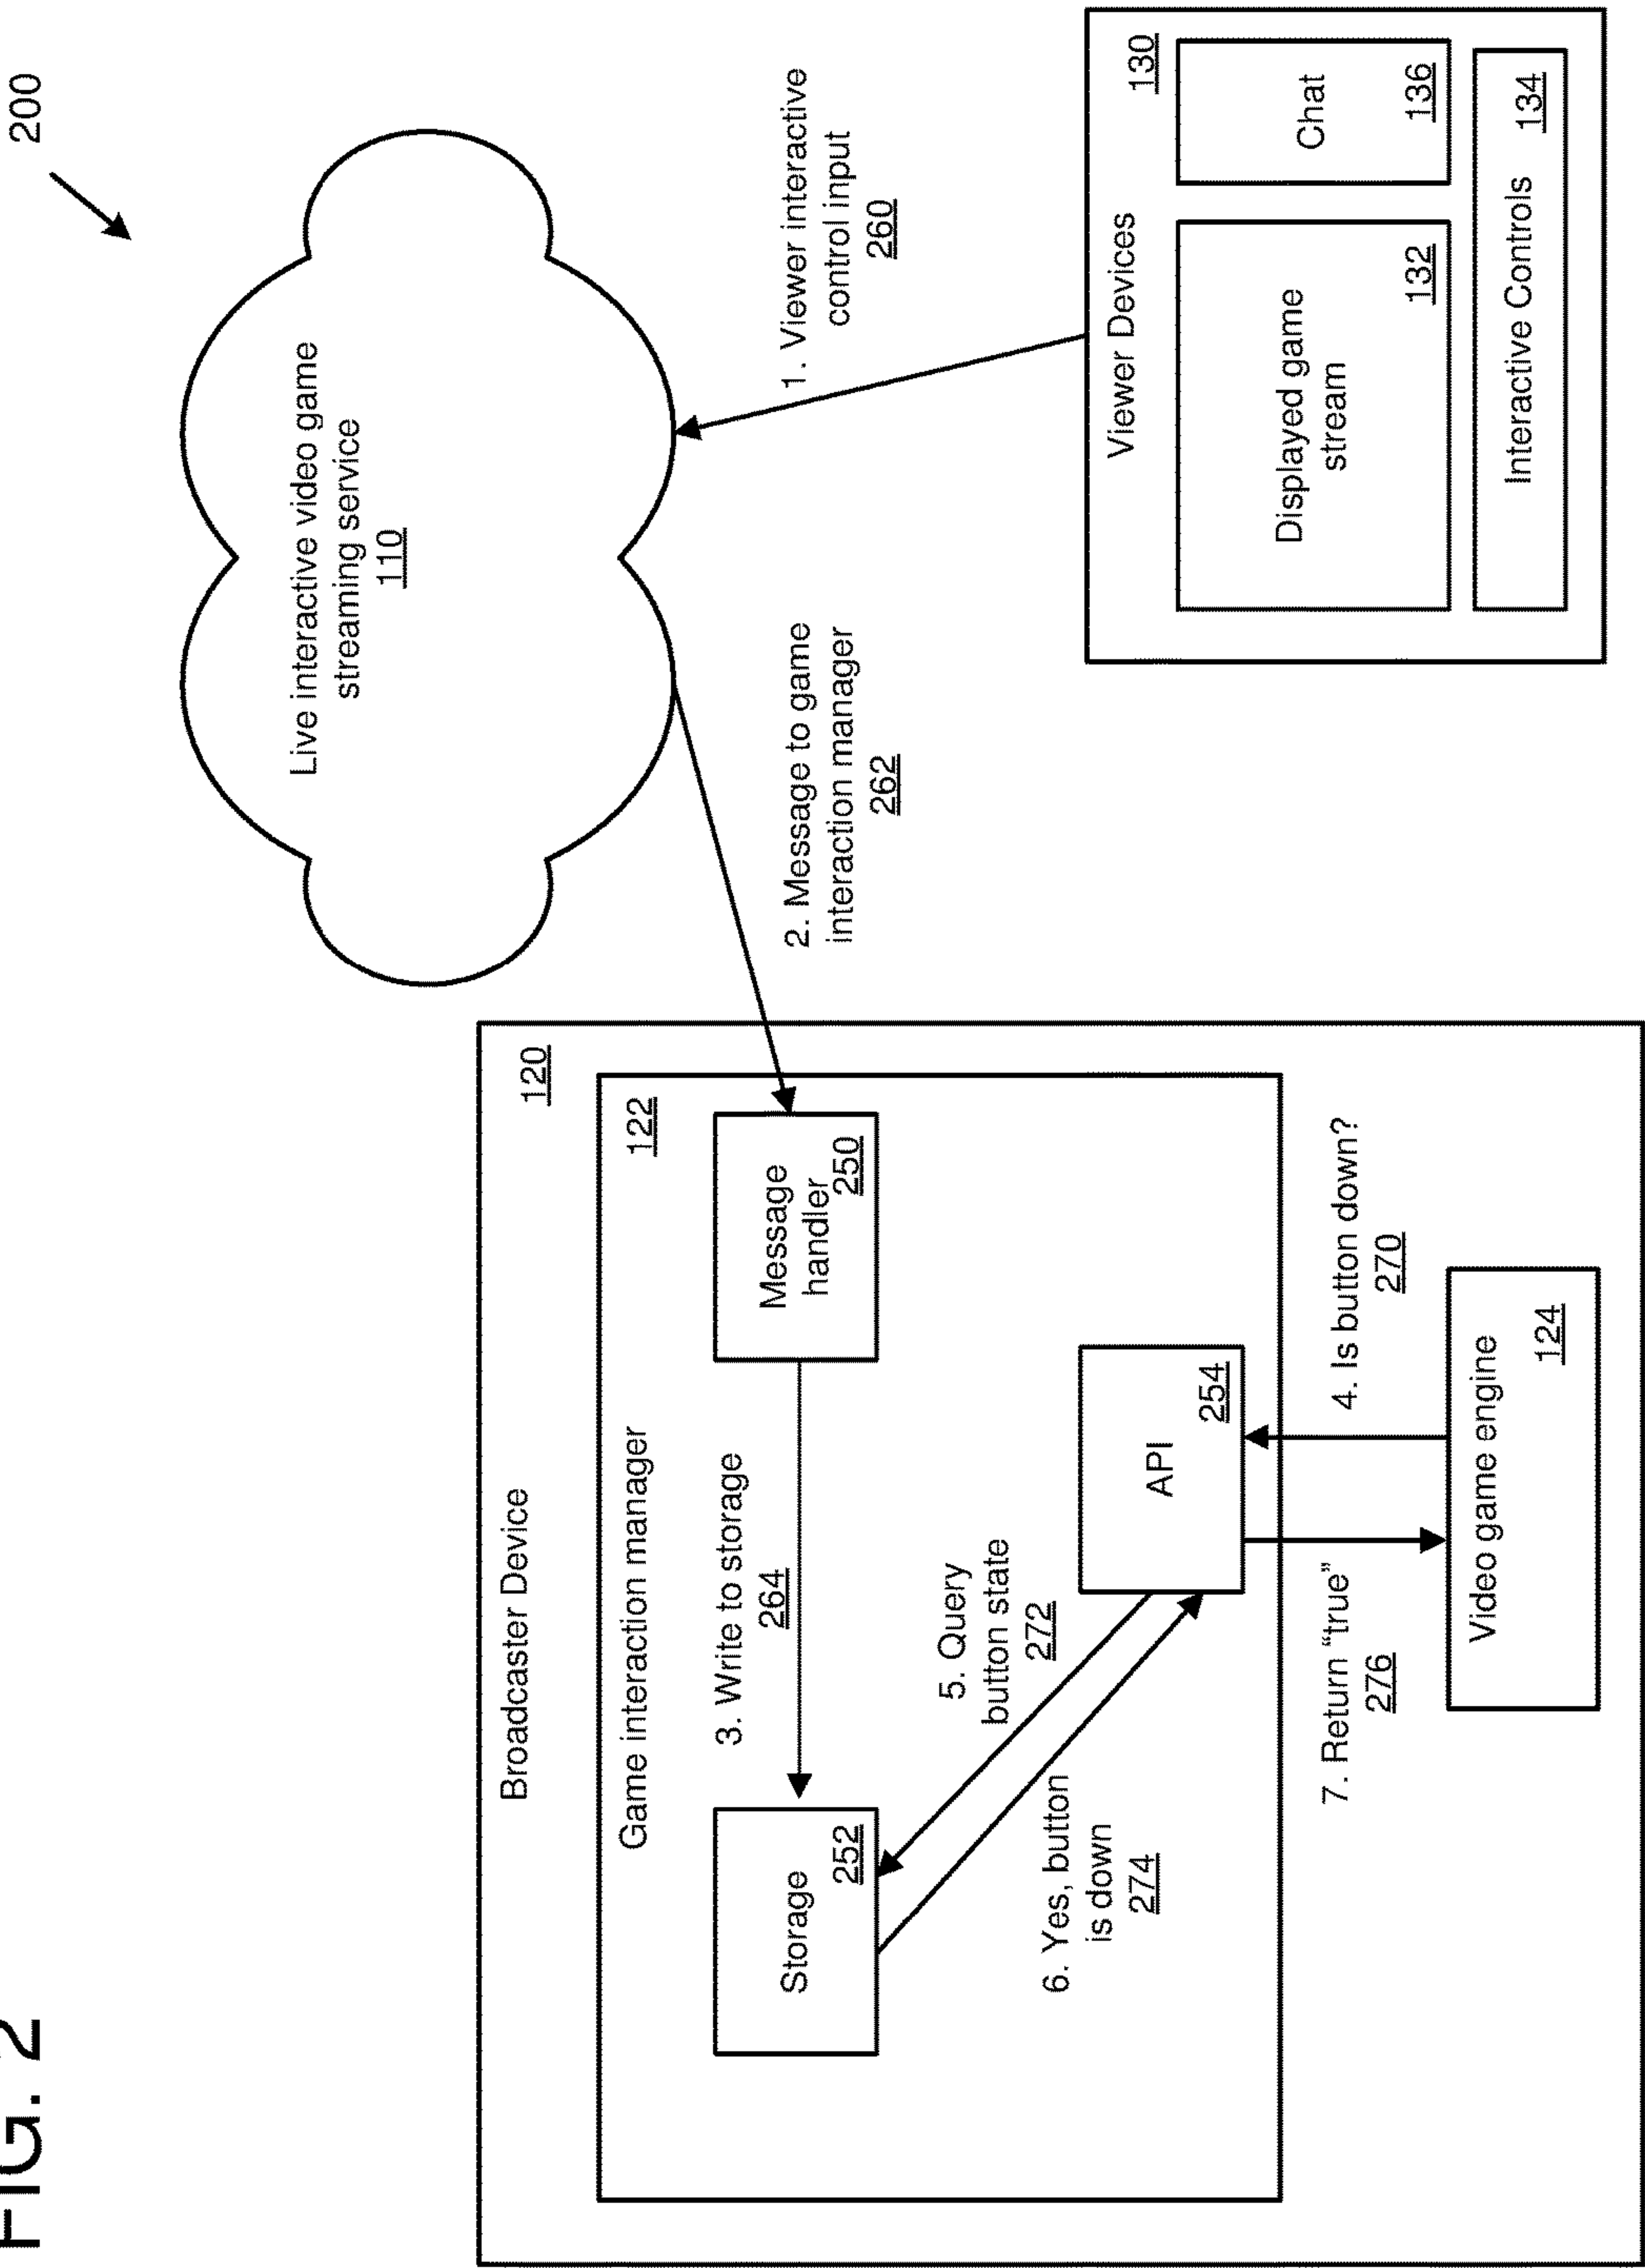 FIG. 2
200
Live interactive video game
streaming service
110
1. Viewer interactive
control input
260
2. Message to game
interaction manager
262
Viewer Devices
130
Displayed game
stream
132
Chat
136
Interactive Controls
134
Broadcaster Device
120
Game interaction manager
122
Message
handler
250
3. Write to storage
264
Storage
252
5. Query
button state
272
6. Yes, button
is down
274
API
254
4. Is button down?
270
7. Return “true”
276
Video game engine
124